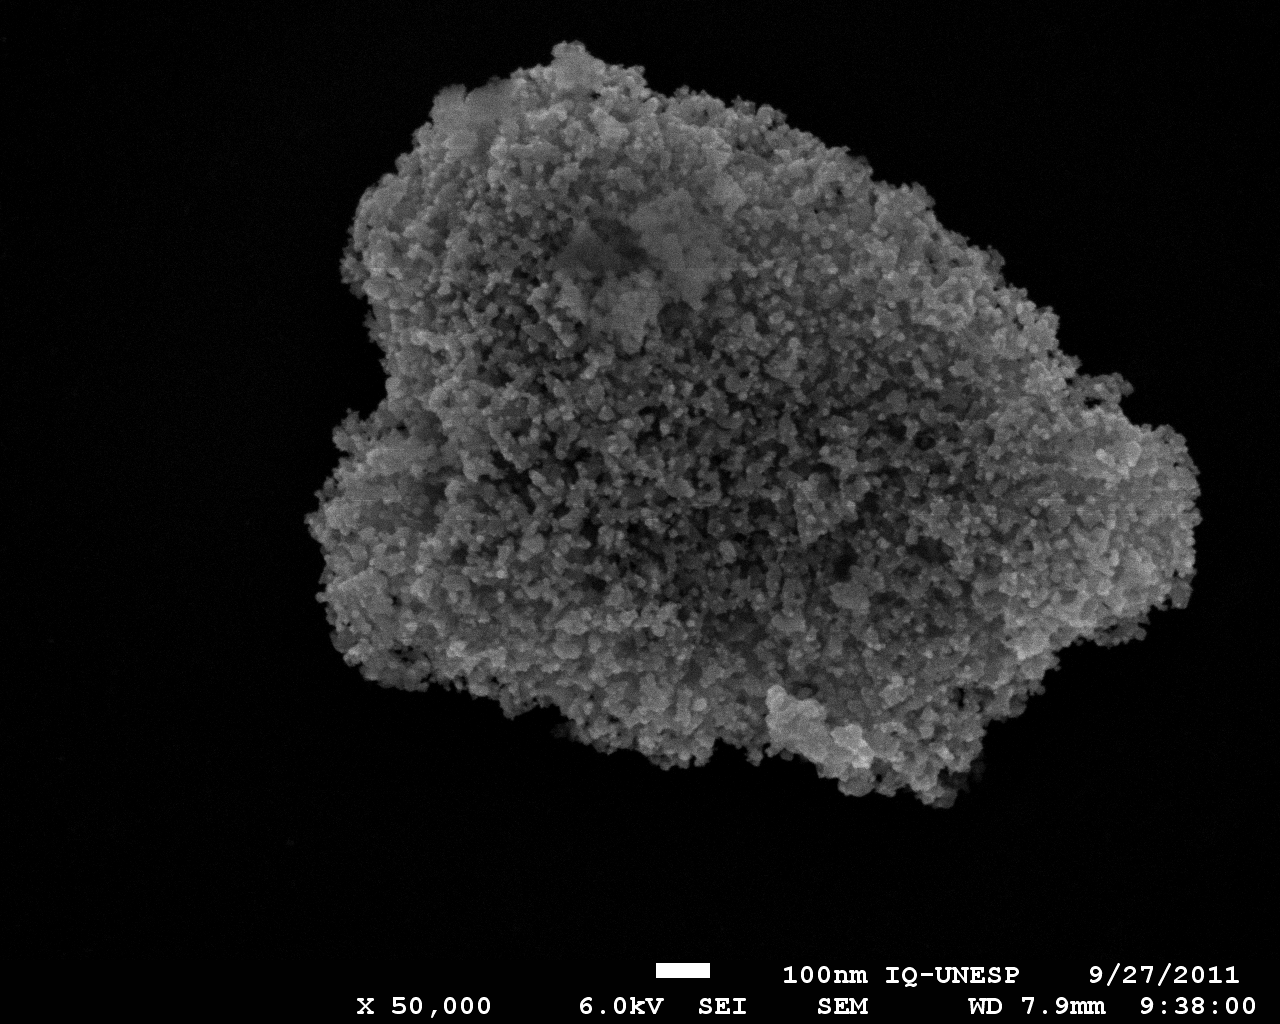 100nm IQ-UNESP 9/27/2011
X 50,000 6.0kV SEI SEM WD 7.9mm 9:38:00